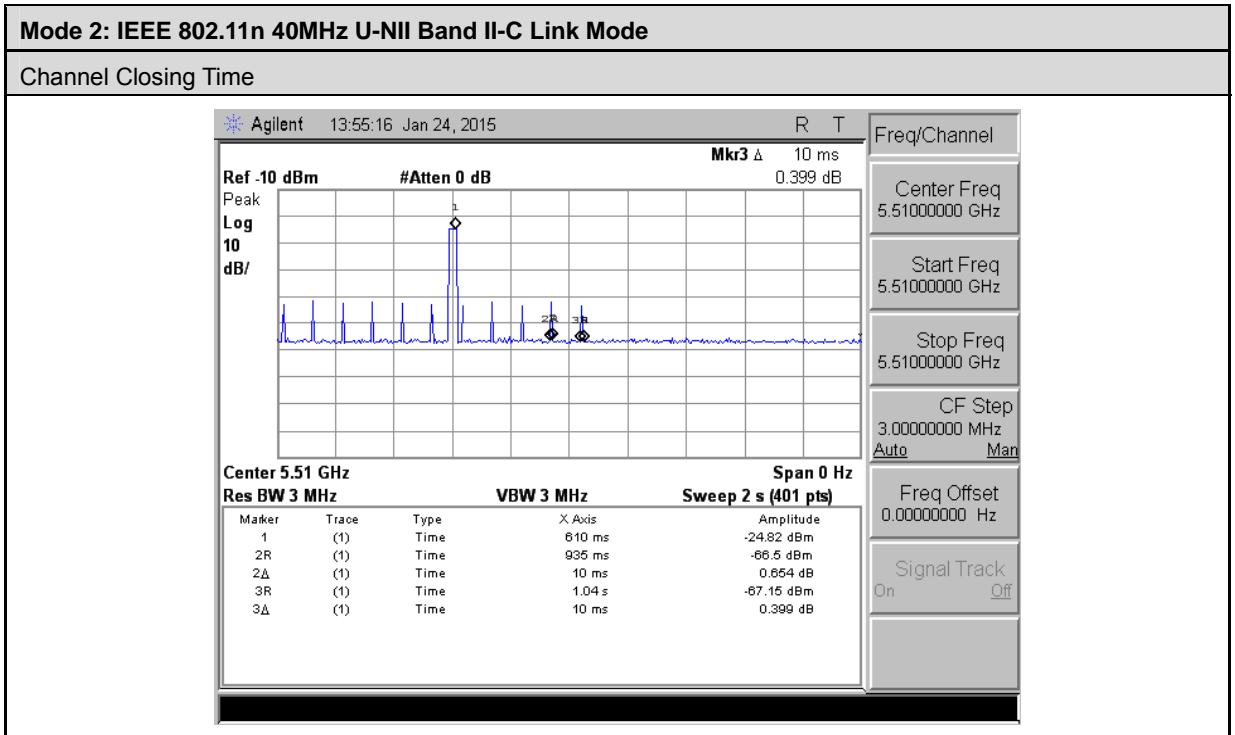 Mode 2: IEEE 802.11n 40MHz U-NII Band II-C Link Mode
Channel Closing Time
Agilent 13:55:16 Jan 24, 2015 R T
Mkr3 Δ 10 ms
Ref -10 dBm #Atten 0 dB 0.399 dB
Peak
Log
10
dB/
1
2R
3R
Center 5.51 GHz Span 0 Hz
Res BW 3 MHz VBW 3 MHz Sweep 2 s (401 pts)
Marker Trace Type X Axis Amplitude
1 (1) Time 610 ms -24.82 dBm
2R (1) Time 935 ms -66.5 dBm
2Δ (1) Time 10 ms 0.654 dB
3R (1) Time 1.04 s -67.15 dBm
3Δ (1) Time 10 ms 0.399 dB
Freq/Channel
Center Freq
5.51000000 GHz
Start Freq
5.51000000 GHz
Stop Freq
5.51000000 GHz
CF Step
3.00000000 MHz
Auto Man
Freq Offset
0.00000000 Hz
Signal Track
On Off